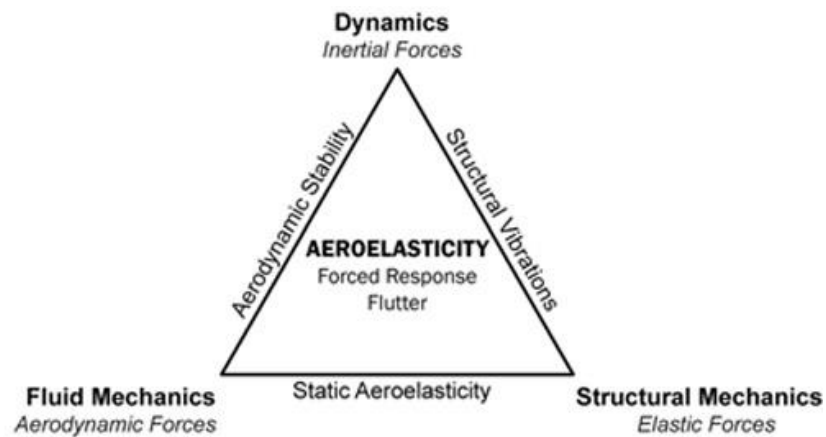 Dynamics
Inertial Forces
Aerodynamic Stability
Structural Vibrations
AEROELASTICITY
Forced Response
Flutter
Fluid Mechanics
Aerodynamic Forces
Static Aeroelasticity
Structural Mechanics
Elastic Forces